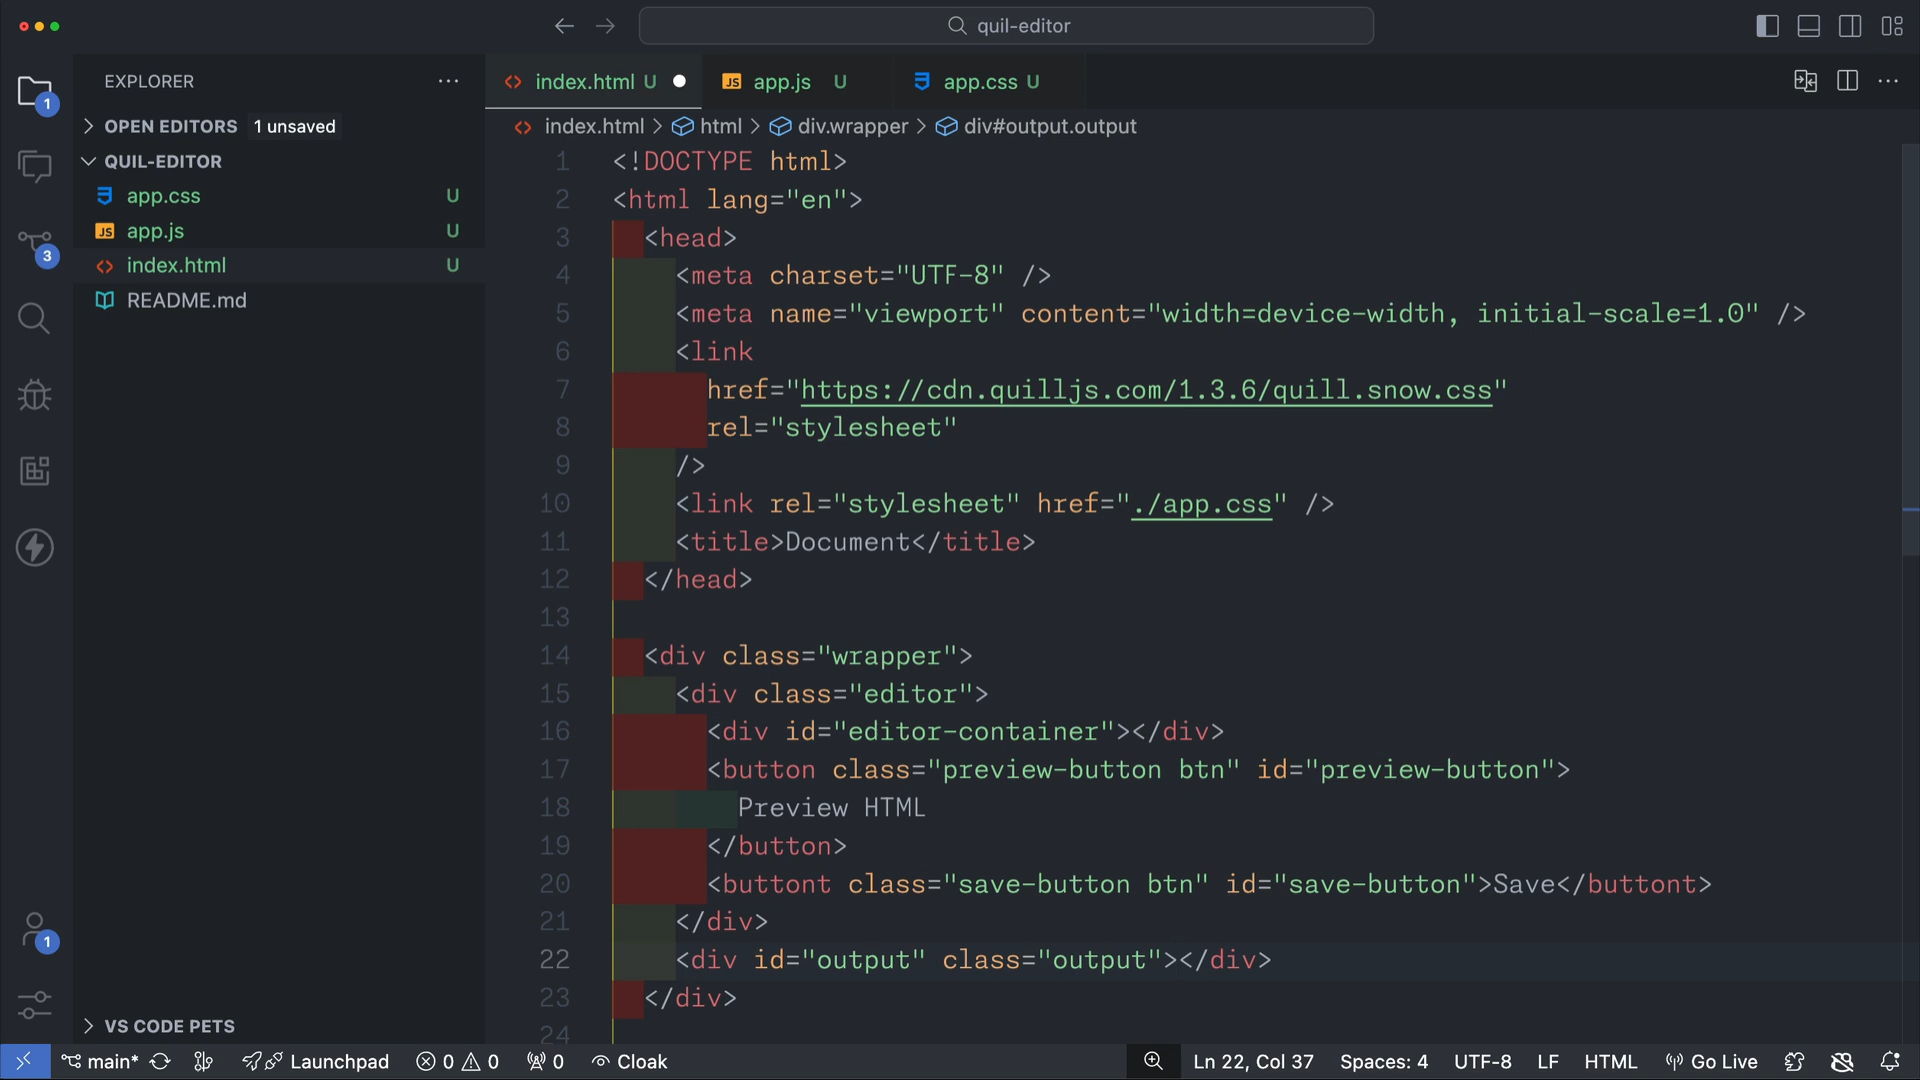 quil-editor
EXPLORER
index.html U
JS app.js U
app.css U
1
OPEN EDITORS 1 unsaved
index.html > html > div.wrapper > div#output.output
QUIL-EDITOR
app.css U
JS app.js U
index.html U
README.md
3
1 <!DOCTYPE html>
2 <html lang="en">
3 <head>
4 <meta charset="UTF-8" />
5 <meta name="viewport" content="width=device-width, initial-scale=1.0" />
6 <link
7 href="https://cdn.quilljs.com/1.3.6/quill.snow.css"
8 rel="stylesheet"
9 />
10 <link rel="stylesheet" href="./app.css" />
11 <title>Document</title>
12 </head>
13
14 <div class="wrapper">
15 <div class="editor">
16 <div id="editor-container"></div>
17 <button class="preview-button btn" id="preview-button">
18 Preview HTML
19 </button>
20 <buttont class="save-button btn" id="save-button">Save</buttont>
21 </div>
22 <div id="output" class="output"></div>
23 </div>
24
1
VS CODE PETS
main* Launchpad 0 0 0 Cloak Ln 22, Col 37 Spaces: 4 UTF-8 LF HTML Go Live